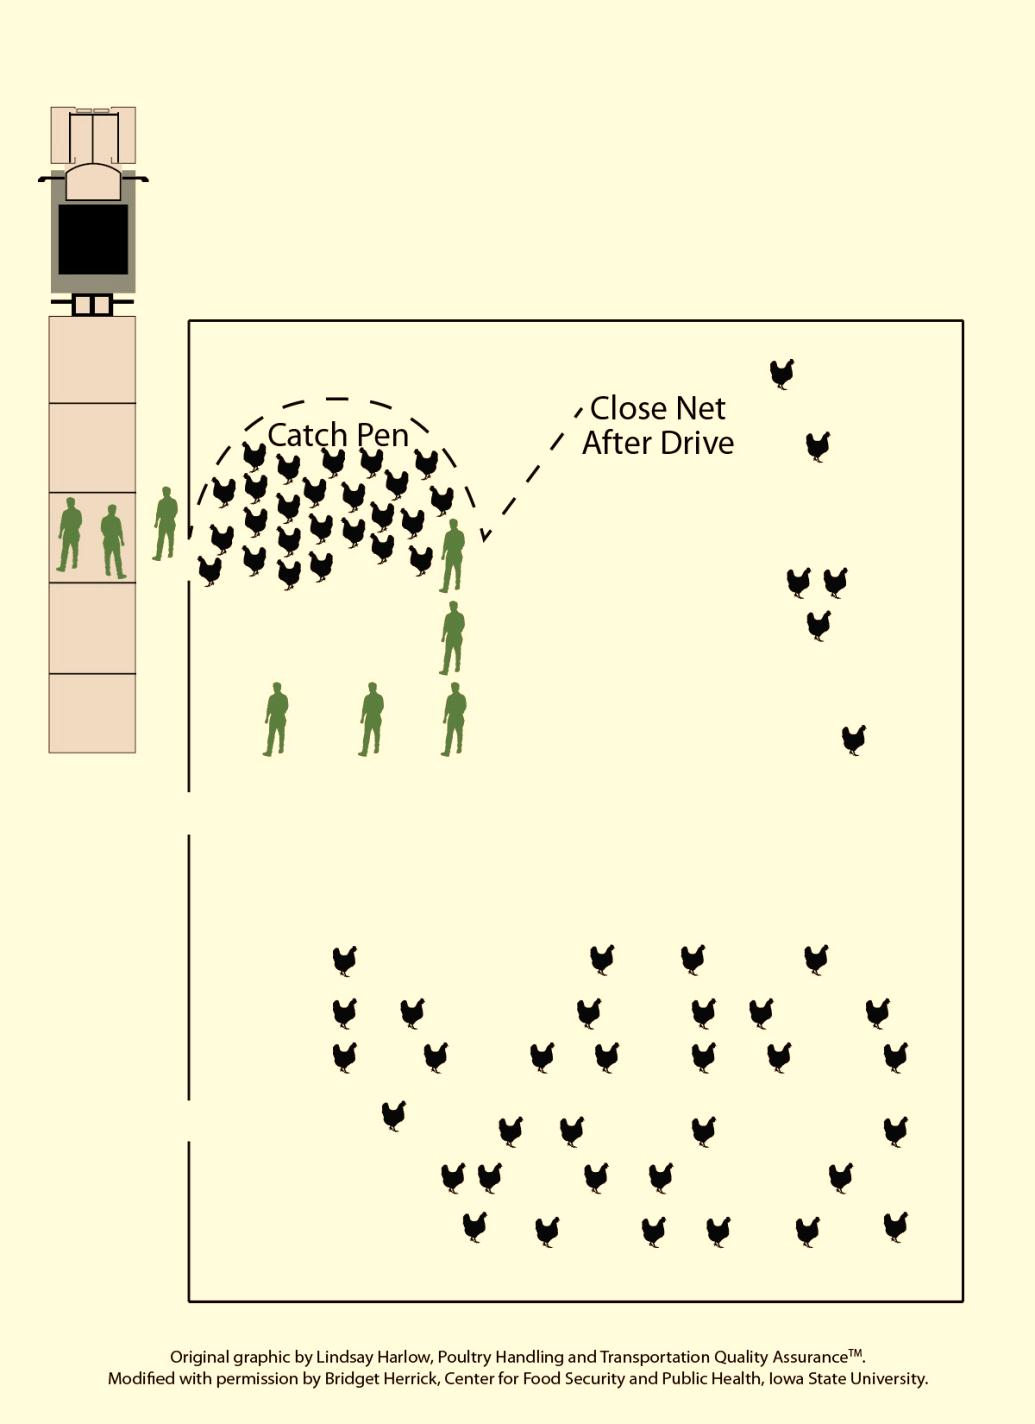 Close Net
After Drive
Catch Pen
Original graphic by Lindsay Harlow, Poultry Handling and Transportation Quality Assurance™.
Modified with permission by Bridget Herrick, Center for Food Security and Public Health, Iowa State University.